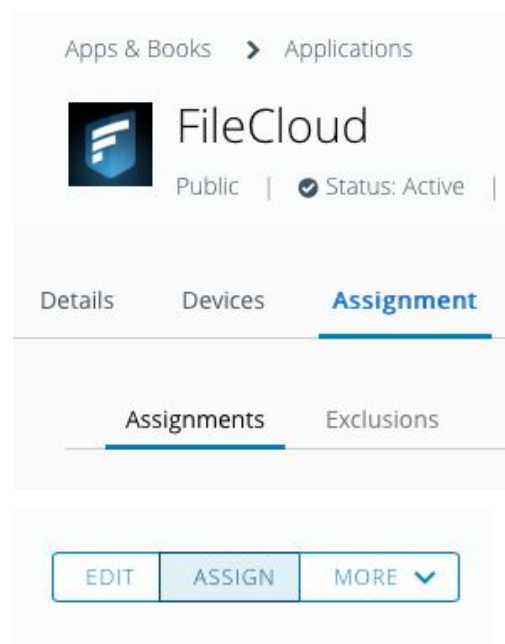 Apps & Books > Applications
FileCloud
Public | Status: Active |
Details Devices Assignment
Assignments Exclusions
EDIT ASSIGN MORE